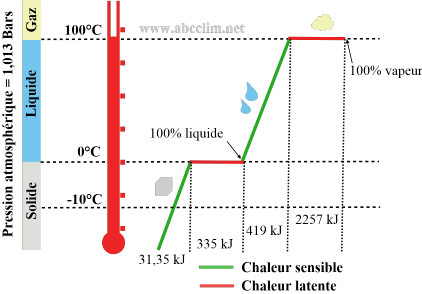 www.abcclim.net
Pression atmosphérique = 1,013 Bars
Gaz
Liquide
Solide
100°C
0°C
-10°C
100% vapeur
100% liquide
31,35 kJ
335 kJ
419 kJ
2257 kJ
Chaleur sensible
Chaleur latente